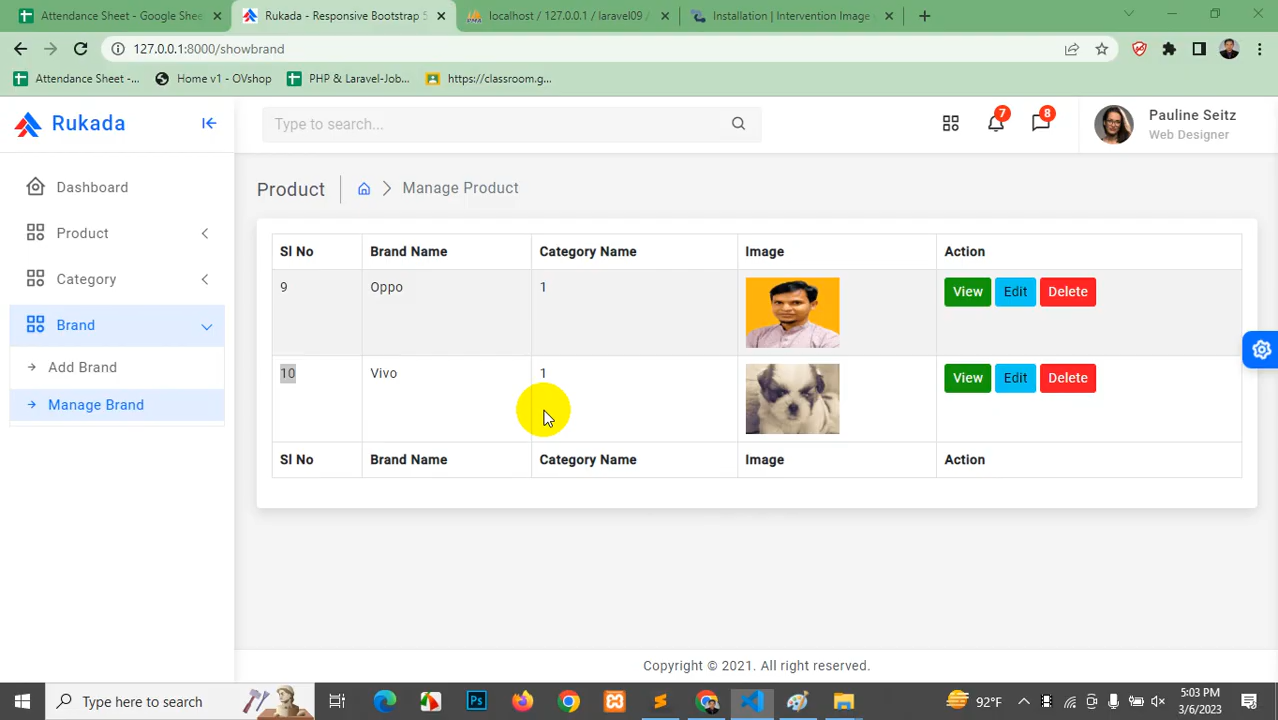 Attendance Sheet - Google Sheet
Rukada - Responsive Bootstrap 5
localhost / 127.0.0.1 / laravel09 /
Installation | Intervention Image
127.0.0.1:8000/showbrand
Attendance Sheet -...
Home v1 - OVshop
PHP & Laravel-Job...
https://classroom.g...
Rukada
Type to search...
7
8
Pauline Seitz
Web Designer
Dashboard
Product
Category
Brand
Add Brand
Manage Brand
Product
Manage Product
Sl No Brand Name Category Name Image Action
9 Oppo 1 View Edit Delete
10 Vivo 1 View Edit Delete
Sl No Brand Name Category Name Image Action
Copyright © 2021. All right reserved.
Type here to search
Ps
92°F
5:03 PM
3/6/2023